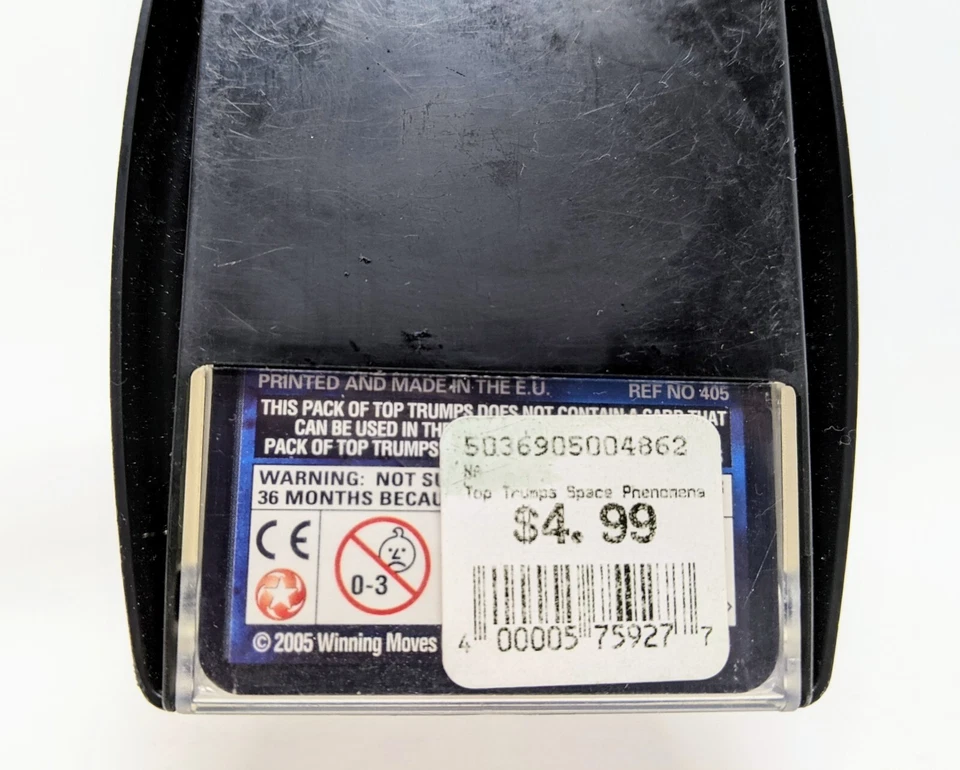 PRINTED AND MADE IN THE E.U.
REF NO 405
THIS PACK OF TOP TRUMPS DOES NOT CONTAIN A CARD THAT
CAN BE USED IN THE
PACK OF TOP TRUMPS
WARNING: NOT SU
36 MONTHS BECAU
CE
0-3
© 2005 Winning Moves
5036905004862
NA
Top Trumps Space Phenomena
$4.99
4 00005 75927 7